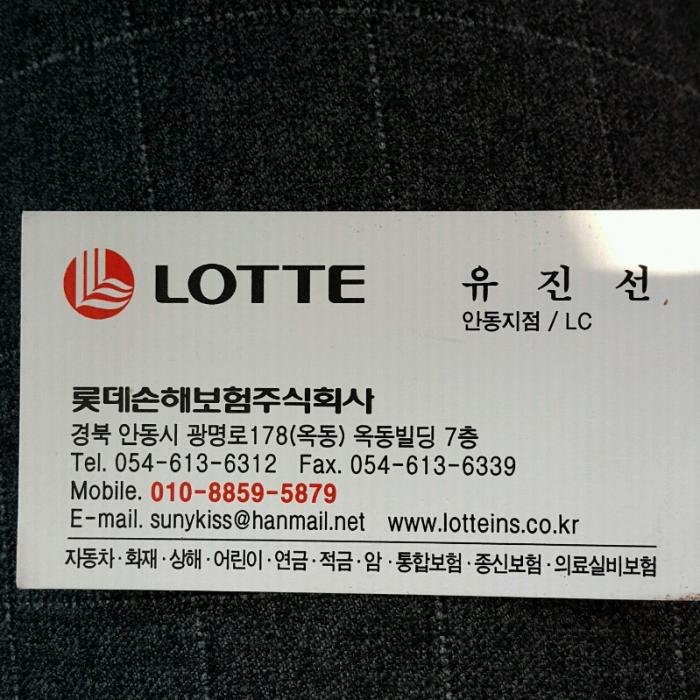 LOTTE
유 진 선
안동지점 / LC
롯데손해보험주식회사
경북 안동시 광명로178(옥동) 옥동빌딩 7층
Tel. 054-613-6312 Fax. 054-613-6339
Mobile. 010-8859-5879
E-mail. sunykiss@hanmail.net www.lotteins.co.kr
자동차·화재·상해·어린이·연금·적금·암·통합보험·종신보험·의료실비보험